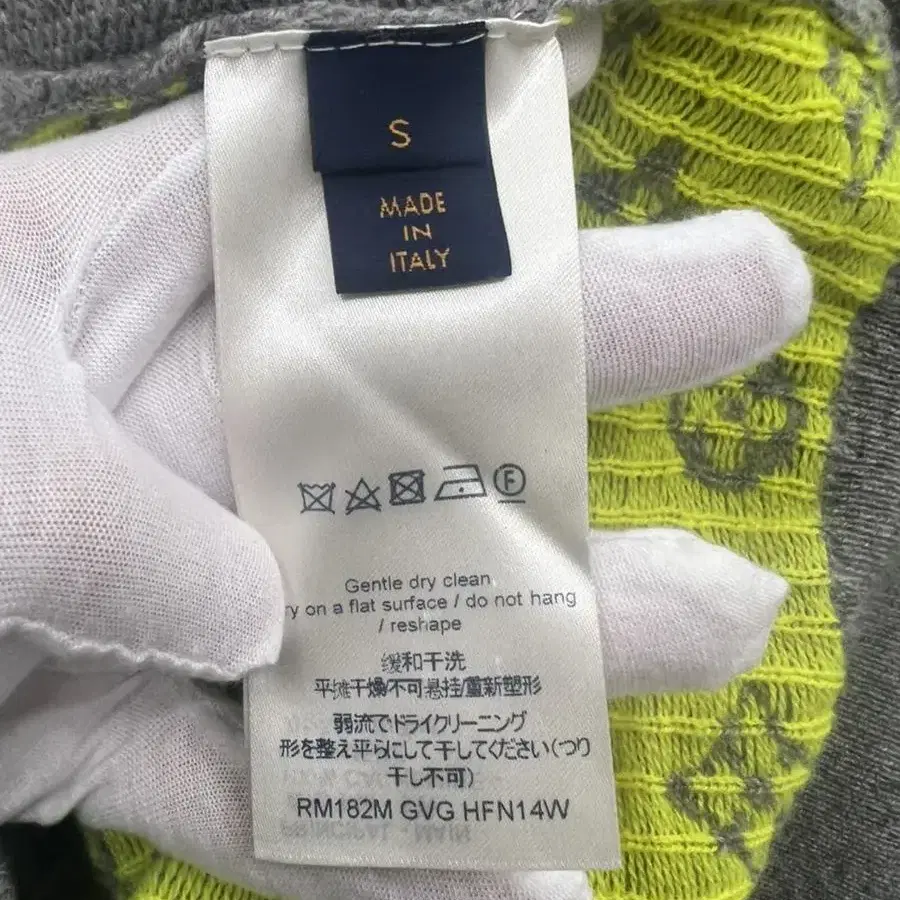 S
MADE
IN
ITALY
F
Gentle dry clean
on a flat surface / do not hang
/ reshape
缓和干洗
平摊干燥/不可悬挂/重新塑形
弱流でドライクリーニング
形を整え平らにして干してください(つり
干し不可)
RM182M GVG HFN14W